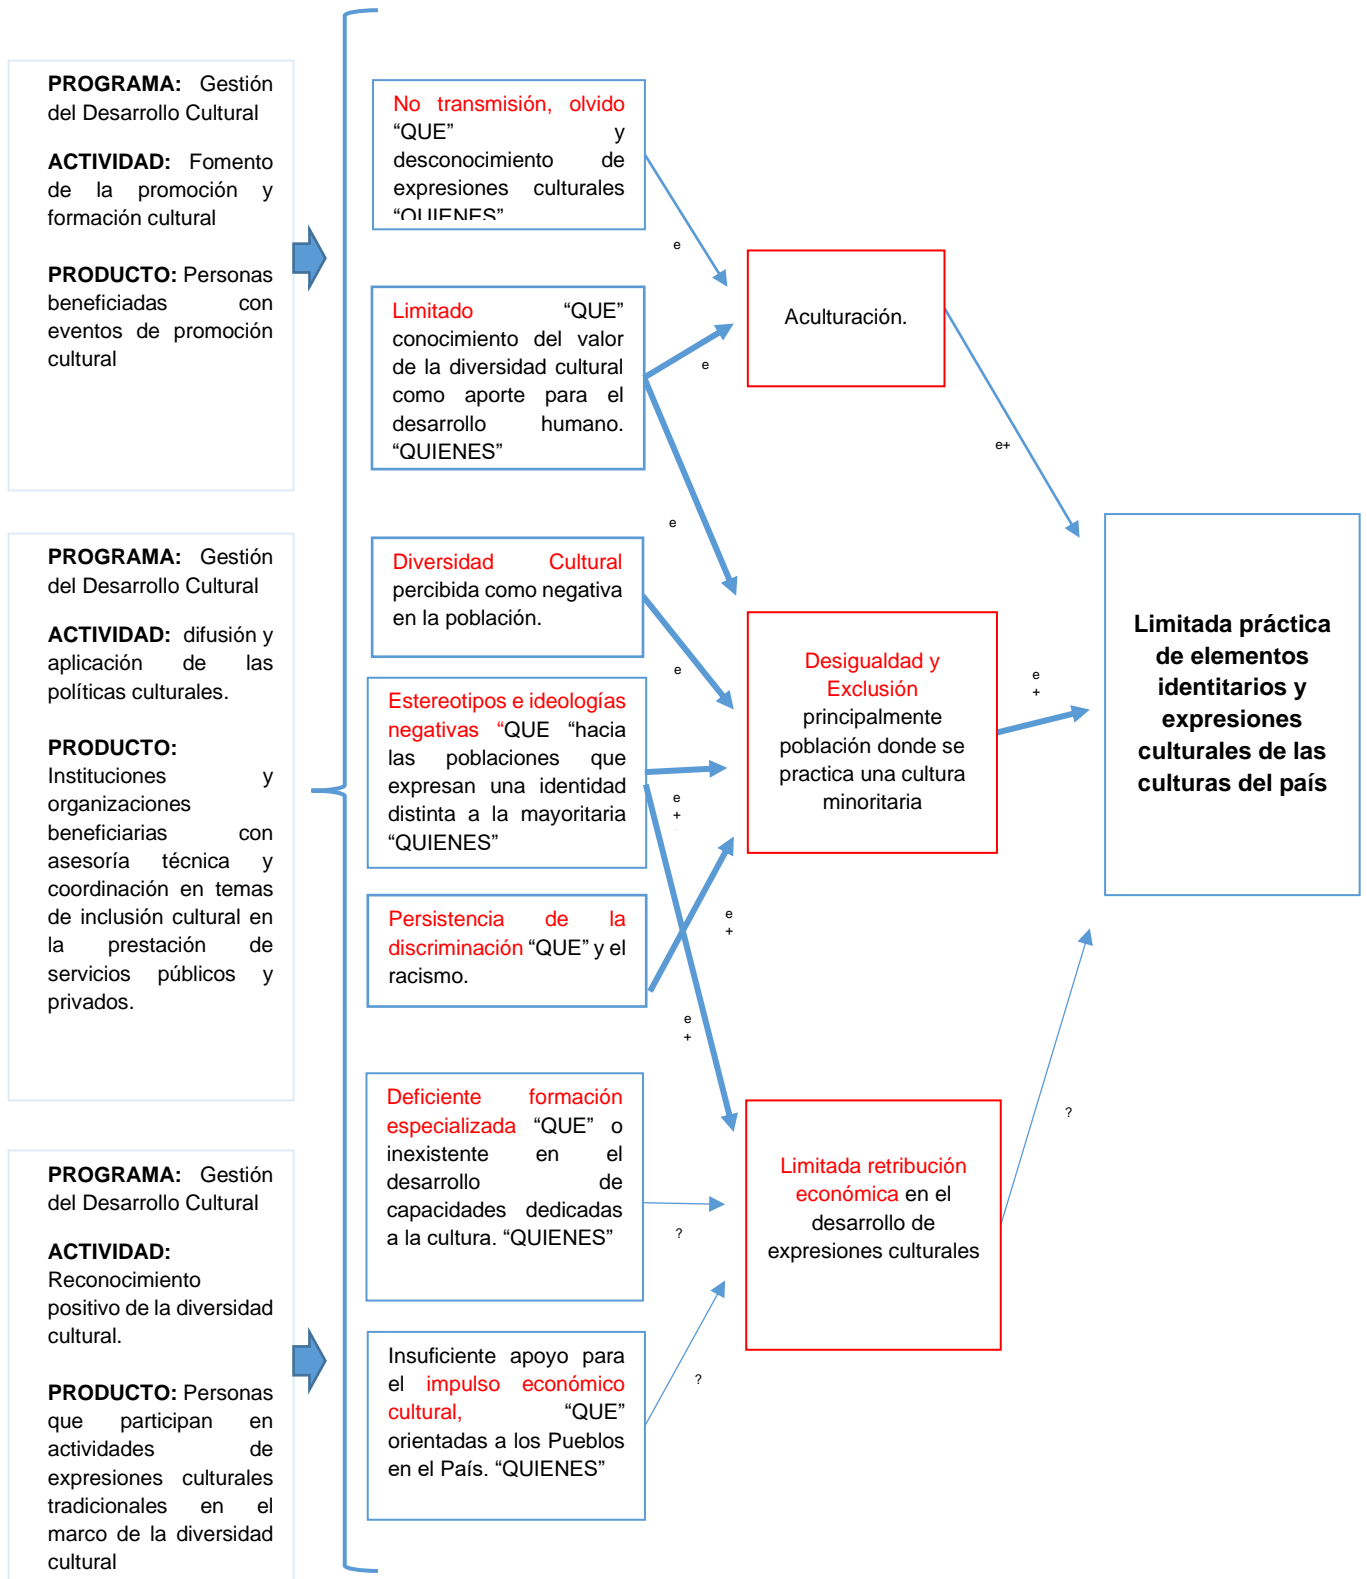 PROGRAMA: Gestión
del Desarrollo Cultural
ACTIVIDAD: Fomento
de la promoción y
formación cultural
PRODUCTO: Personas
beneficiadas con
eventos de promoción
cultural
PROGRAMA: Gestión
del Desarrollo Cultural
ACTIVIDAD: difusión y
aplicación de las
políticas culturales.
PRODUCTO:
Instituciones y
organizaciones
beneficiarias con
asesoría técnica y
coordinación en temas
de inclusión cultural en
la prestación de
servicios públicos y
privados.
PROGRAMA: Gestión
del Desarrollo Cultural
ACTIVIDAD:
Reconocimiento
positivo de la diversidad
cultural.
PRODUCTO: Personas
que participan en
actividades de
expresiones culturales
tradicionales en el
marco de la diversidad
cultural
No transmisión, olvido
“QUE” y
desconocimiento de
expresiones culturales
“QUIENES”
Limitado “QUE”
conocimiento del valor
de la diversidad cultural
como aporte para el
desarrollo humano.
“QUIENES”
Diversidad Cultural
percibida como negativa
en la población.
Estereotipos e ideologías
negativas “QUE “hacia
las poblaciones que
expresan una identidad
distinta a la mayoritaria
“QUIENES”
Persistencia de la
discriminación “QUE” y el
racismo.
Deficiente formación
especializada “QUE” o
inexistente en el
desarrollo de
capacidades dedicadas
a la cultura. “QUIENES”
Insuficiente apoyo para
el impulso económico
cultural, “QUE”
orientadas a los Pueblos
en el País. “QUIENES”
e
e
e
e
e
+
e
+
e
+
?
?
Aculturación.
Desigualdad y
Exclusión
principalmente
población donde se
practica una cultura
minoritaria
Limitada retribución
económica en el
desarrollo de
expresiones culturales
e+
e
+
?
Limitada práctica
de elementos
identitarios y
expresiones
culturales de las
culturas del país